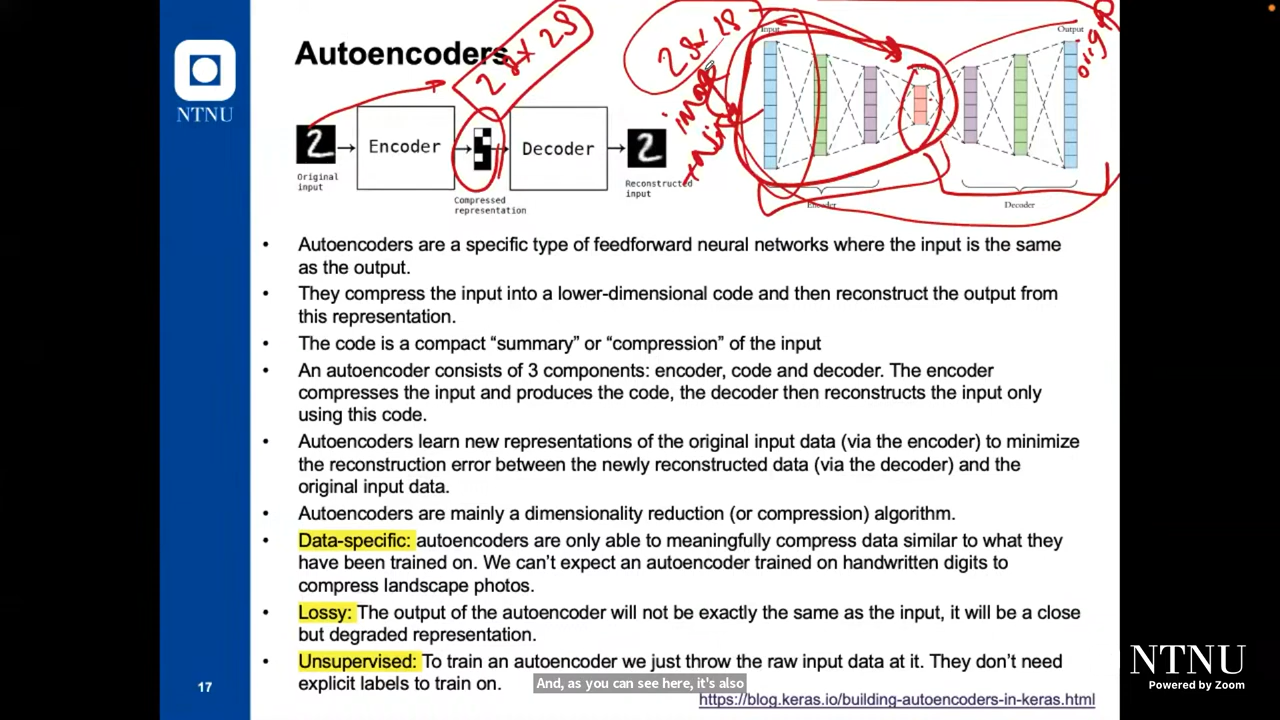 Autoencoders
28x28
28x28
image
Input
Output
NTNU
Encoder
Decoder
Original
input
Compressed
representation
Reconstructed
input
Encoder
Decoder
• Autoencoders are a specific type of feedforward neural networks where the input is the same
as the output.
• They compress the input into a lower-dimensional code and then reconstruct the output from
this representation.
• The code is a compact “summary” or “compression” of the input
• An autoencoder consists of 3 components: encoder, code and decoder. The encoder
compresses the input and produces the code, the decoder then reconstructs the input only
using this code.
• Autoencoders learn new representations of the original input data (via the encoder) to minimize
the reconstruction error between the newly reconstructed data (via the decoder) and the
original input data.
• Autoencoders are mainly a dimensionality reduction (or compression) algorithm.
• Data-specific: autoencoders are only able to meaningfully compress data similar to what they
have been trained on. We can’t expect an autoencoder trained on handwritten digits to
compress landscape photos.
• Lossy: The output of the autoencoder will not be exactly the same as the input, it will be a close
but degraded representation.
• Unsupervised: To train an autoencoder we just throw the raw input data at it. They don’t need
explicit labels to train on.
And, as you can see here, it's also
17
https://blog.keras.io/building-autoencoders-in-keras.html
NTNU
Powered by Zoom